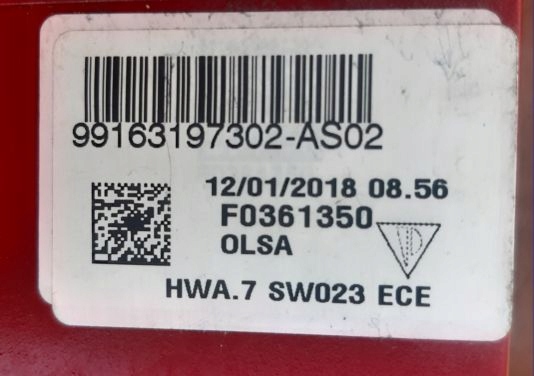 99163197302-AS02
12/01/2018 08.56
F0361350
OLSA
HWA.7 SW023 ECE